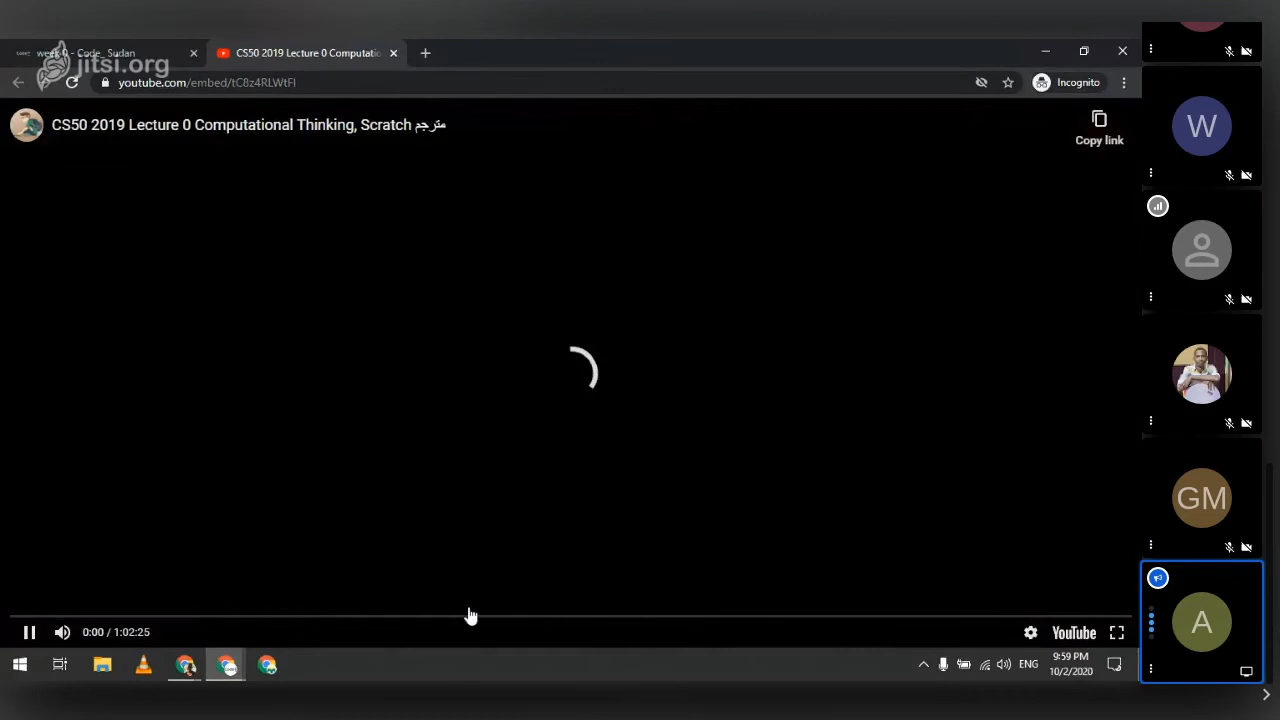 week 0 - Code_Sudan
CS50 2019 Lecture 0 Computatio
jitsi.org
youtube.com/embed/tC8z4RLWtFI
Incognito
CS50 2019 Lecture 0 Computational Thinking, Scratch مترجم
Copy link
W
GM
A
0:00 / 1:02:25
YouTube
ENG
9:59 PM
10/2/2020